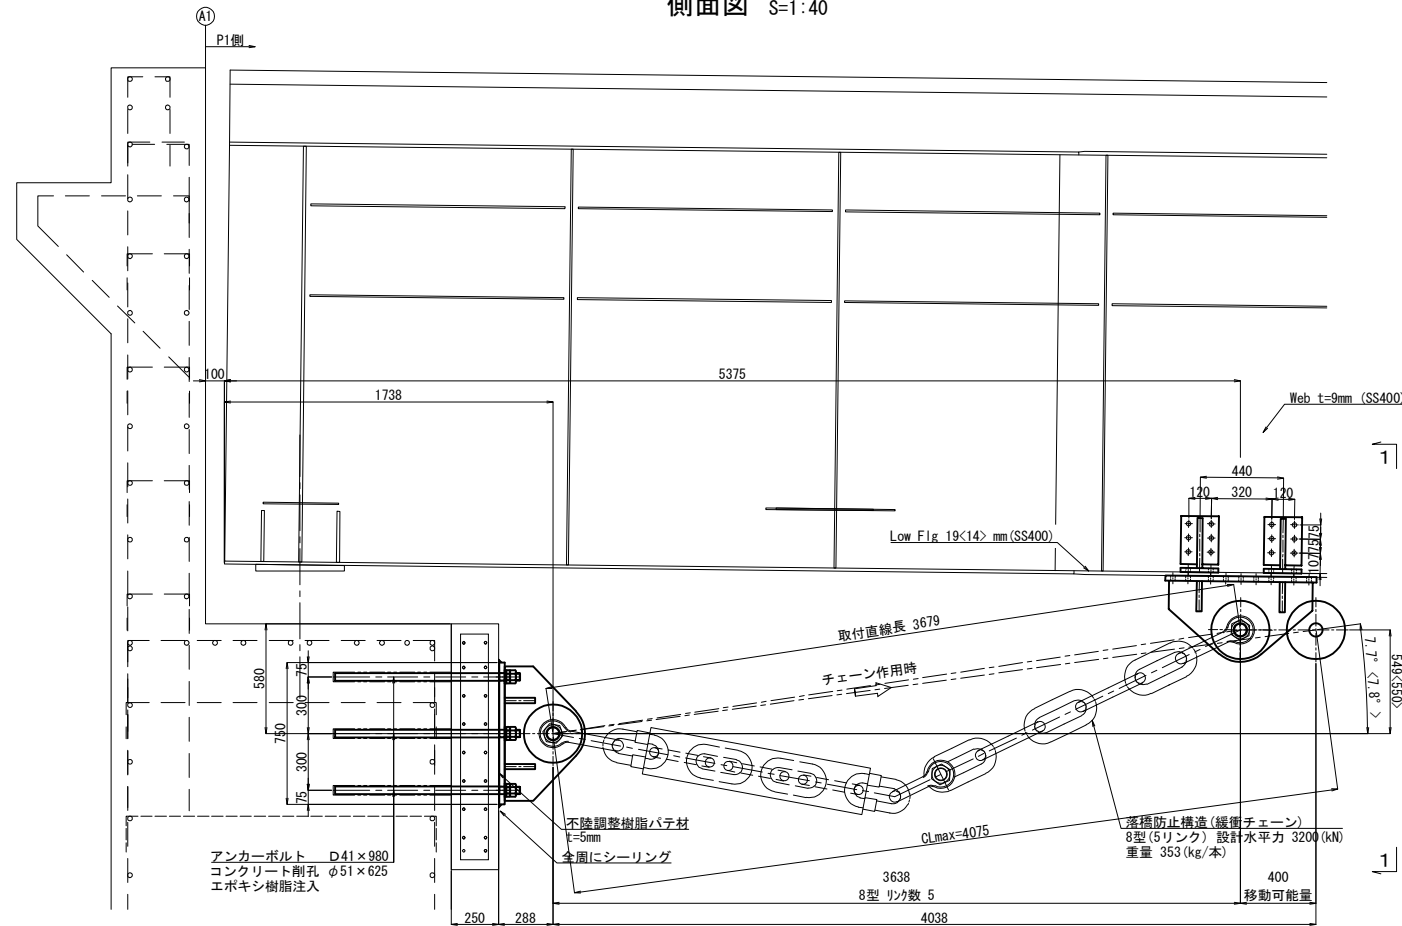 側面図 S=1:40
A1
P1側
100
5375
1738
Web t=9mm (SS400)
1
440
120
320
120
75
75
107
Low Flg 19<14> mm(SS400)
取付直線長 3679
チェーン作用時
7.7° <7.8° >
549<550>
580
75
300
750
300
75
CLmax=4075
不陸調整樹脂パテ材
t=5mm
全周にシーリング
落橋防止構造(緩衝チェーン)
8型(5リンク) 設計水平力 3200(kN)
重量 353(kg/本)
アンカーボルト D41×980
コンクリート削孔 φ51×625
エポキシ樹脂注入
1
3638
8型 リンク数 5
400
移動可能量
250
288
4038